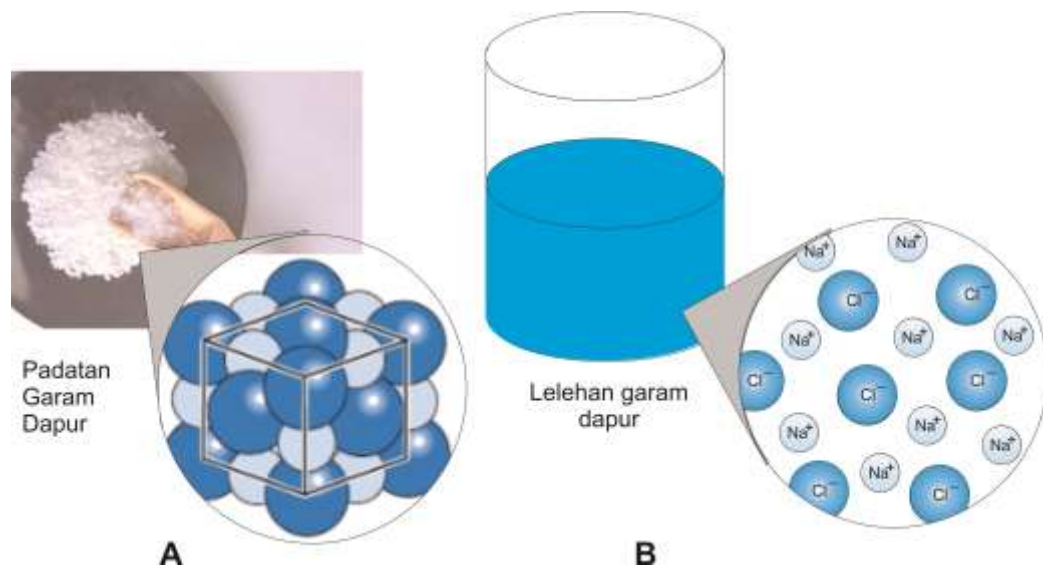 Padatan
Garam
Dapur
A
Lelehan garam
dapur
B
Na⁺
Na⁺
Cl⁻
Cl⁻
Na⁺
Na⁺
Na⁺
Cl⁻
Cl⁻
Cl⁻
Na⁺
Na⁺
Na⁺
Na⁺
Cl⁻
Cl⁻